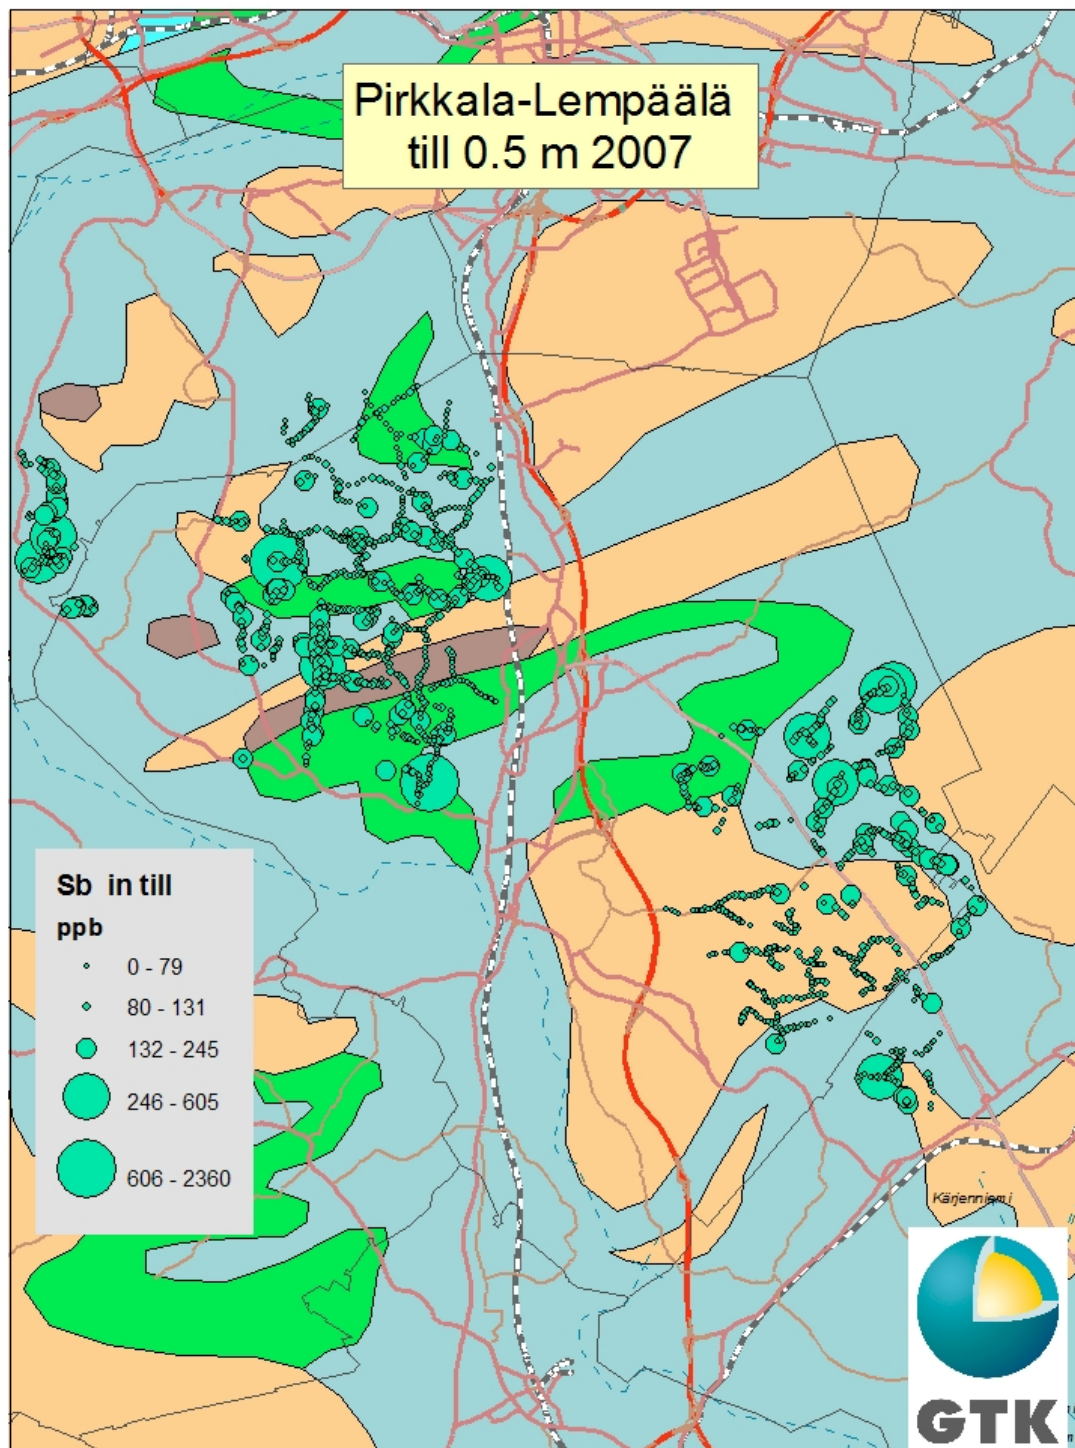 Pirkkala-Lempäälä
till 0.5 m 2007
Sb in till
ppb
0 - 79
80 - 131
132 - 245
246 - 605
606 - 2360
Kärjenniemi
GTK